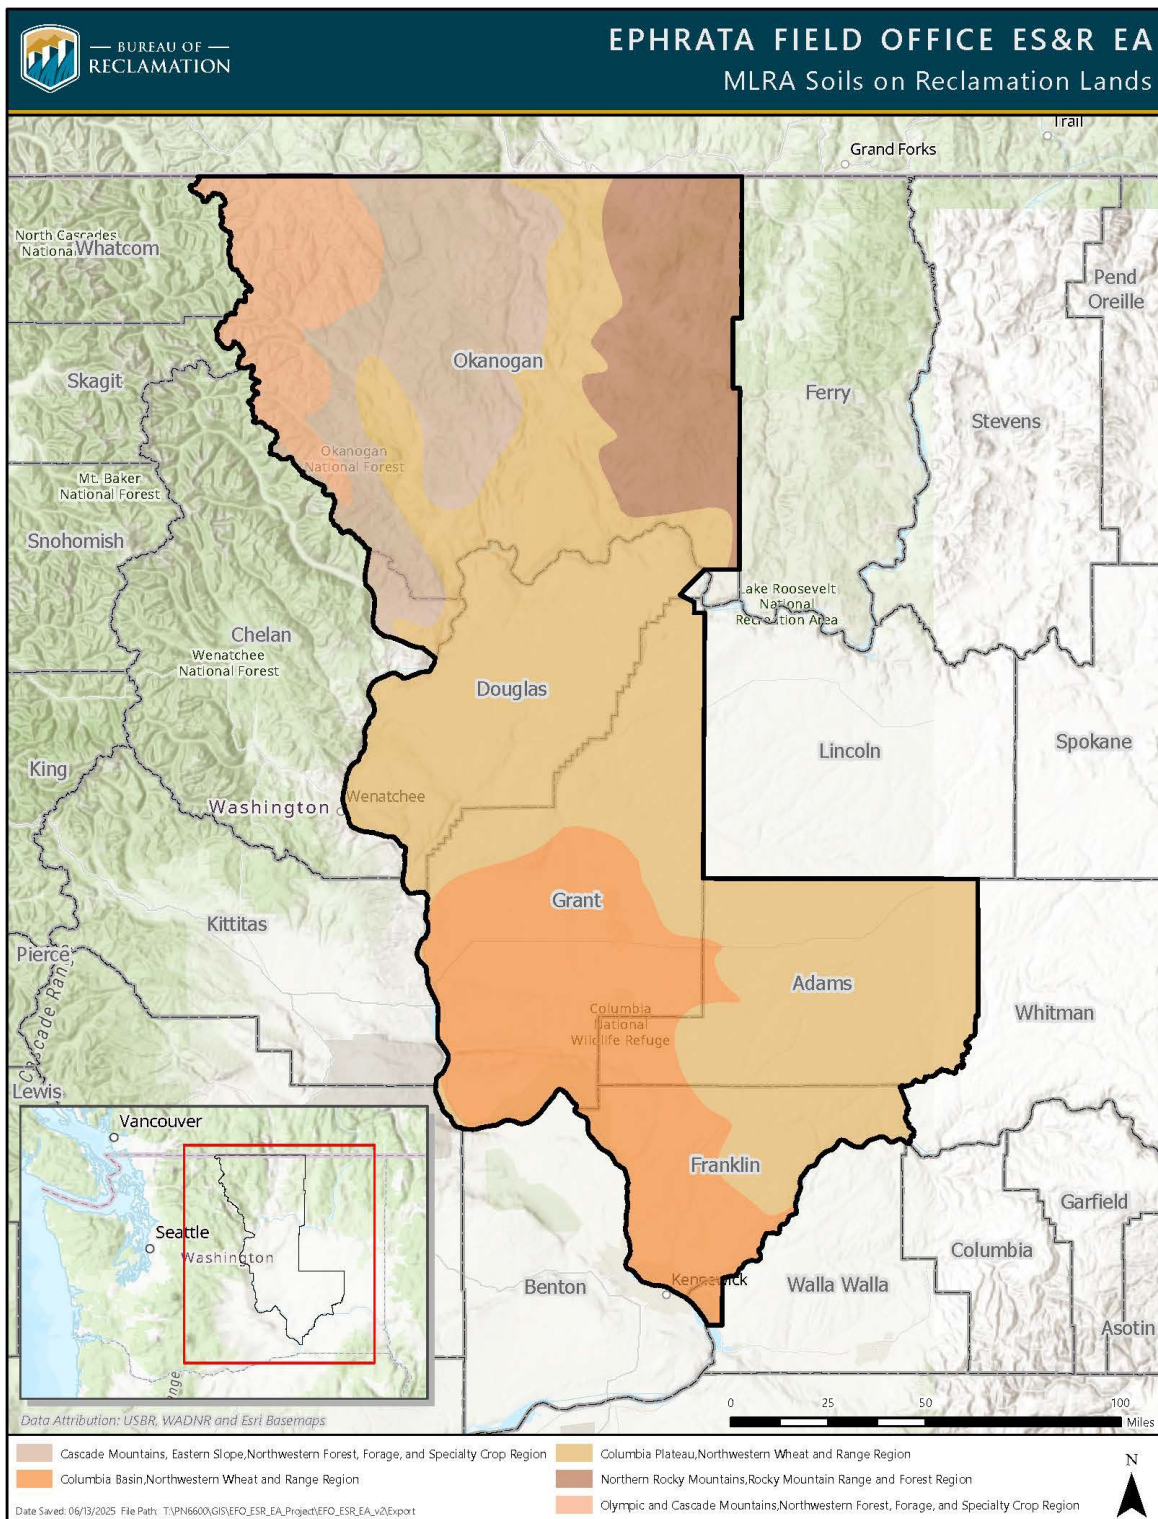 BUREAU OF
RECLAMATION
EPHRATA FIELD OFFICE ES&R EA
MLRA Soils on Reclamation Lands
Trail
Grand Forks
North Cascades
National
Whatcom
Pend
Oreille
Okanogan
Skagit
Ferry
Stevens
Okanogan
National Forest
Mt. Baker
National Forest
Snohomish
Lake Roosevelt
National
Recreation Area
Chelan
Wenatchee
National Forest
Douglas
Lincoln
Spokane
King
Wenatchee
Washington
Grant
Kittitas
Pierce
Adams
Cascade Range
Columbia
National
Wildlife Refuge
Whitman
Lewis
Vancouver
Seattle
Washington
nge
Franklin
Garfield
Columbia
Benton
Kennewick
Walla Walla
Asotin
Data Attribution: USBR, WADNR and Esri Basemaps
0 25 50 100
Miles
Cascade Mountains, Eastern Slope,Northwestern Forest, Forage, and Specialty Crop Region
Columbia Basin,Northwestern Wheat and Range Region
Columbia Plateau,Northwestern Wheat and Range Region
Northern Rocky Mountains,Rocky Mountain Range and Forest Region
Olympic and Cascade Mountains,Northwestern Forest, Forage, and Specialty Crop Region
N
Date Saved: 06/13/2025 File Path: T:\PN6600\GIS\EFO_ESR_EA_Project\EFO_ESR_EA_v2\Export